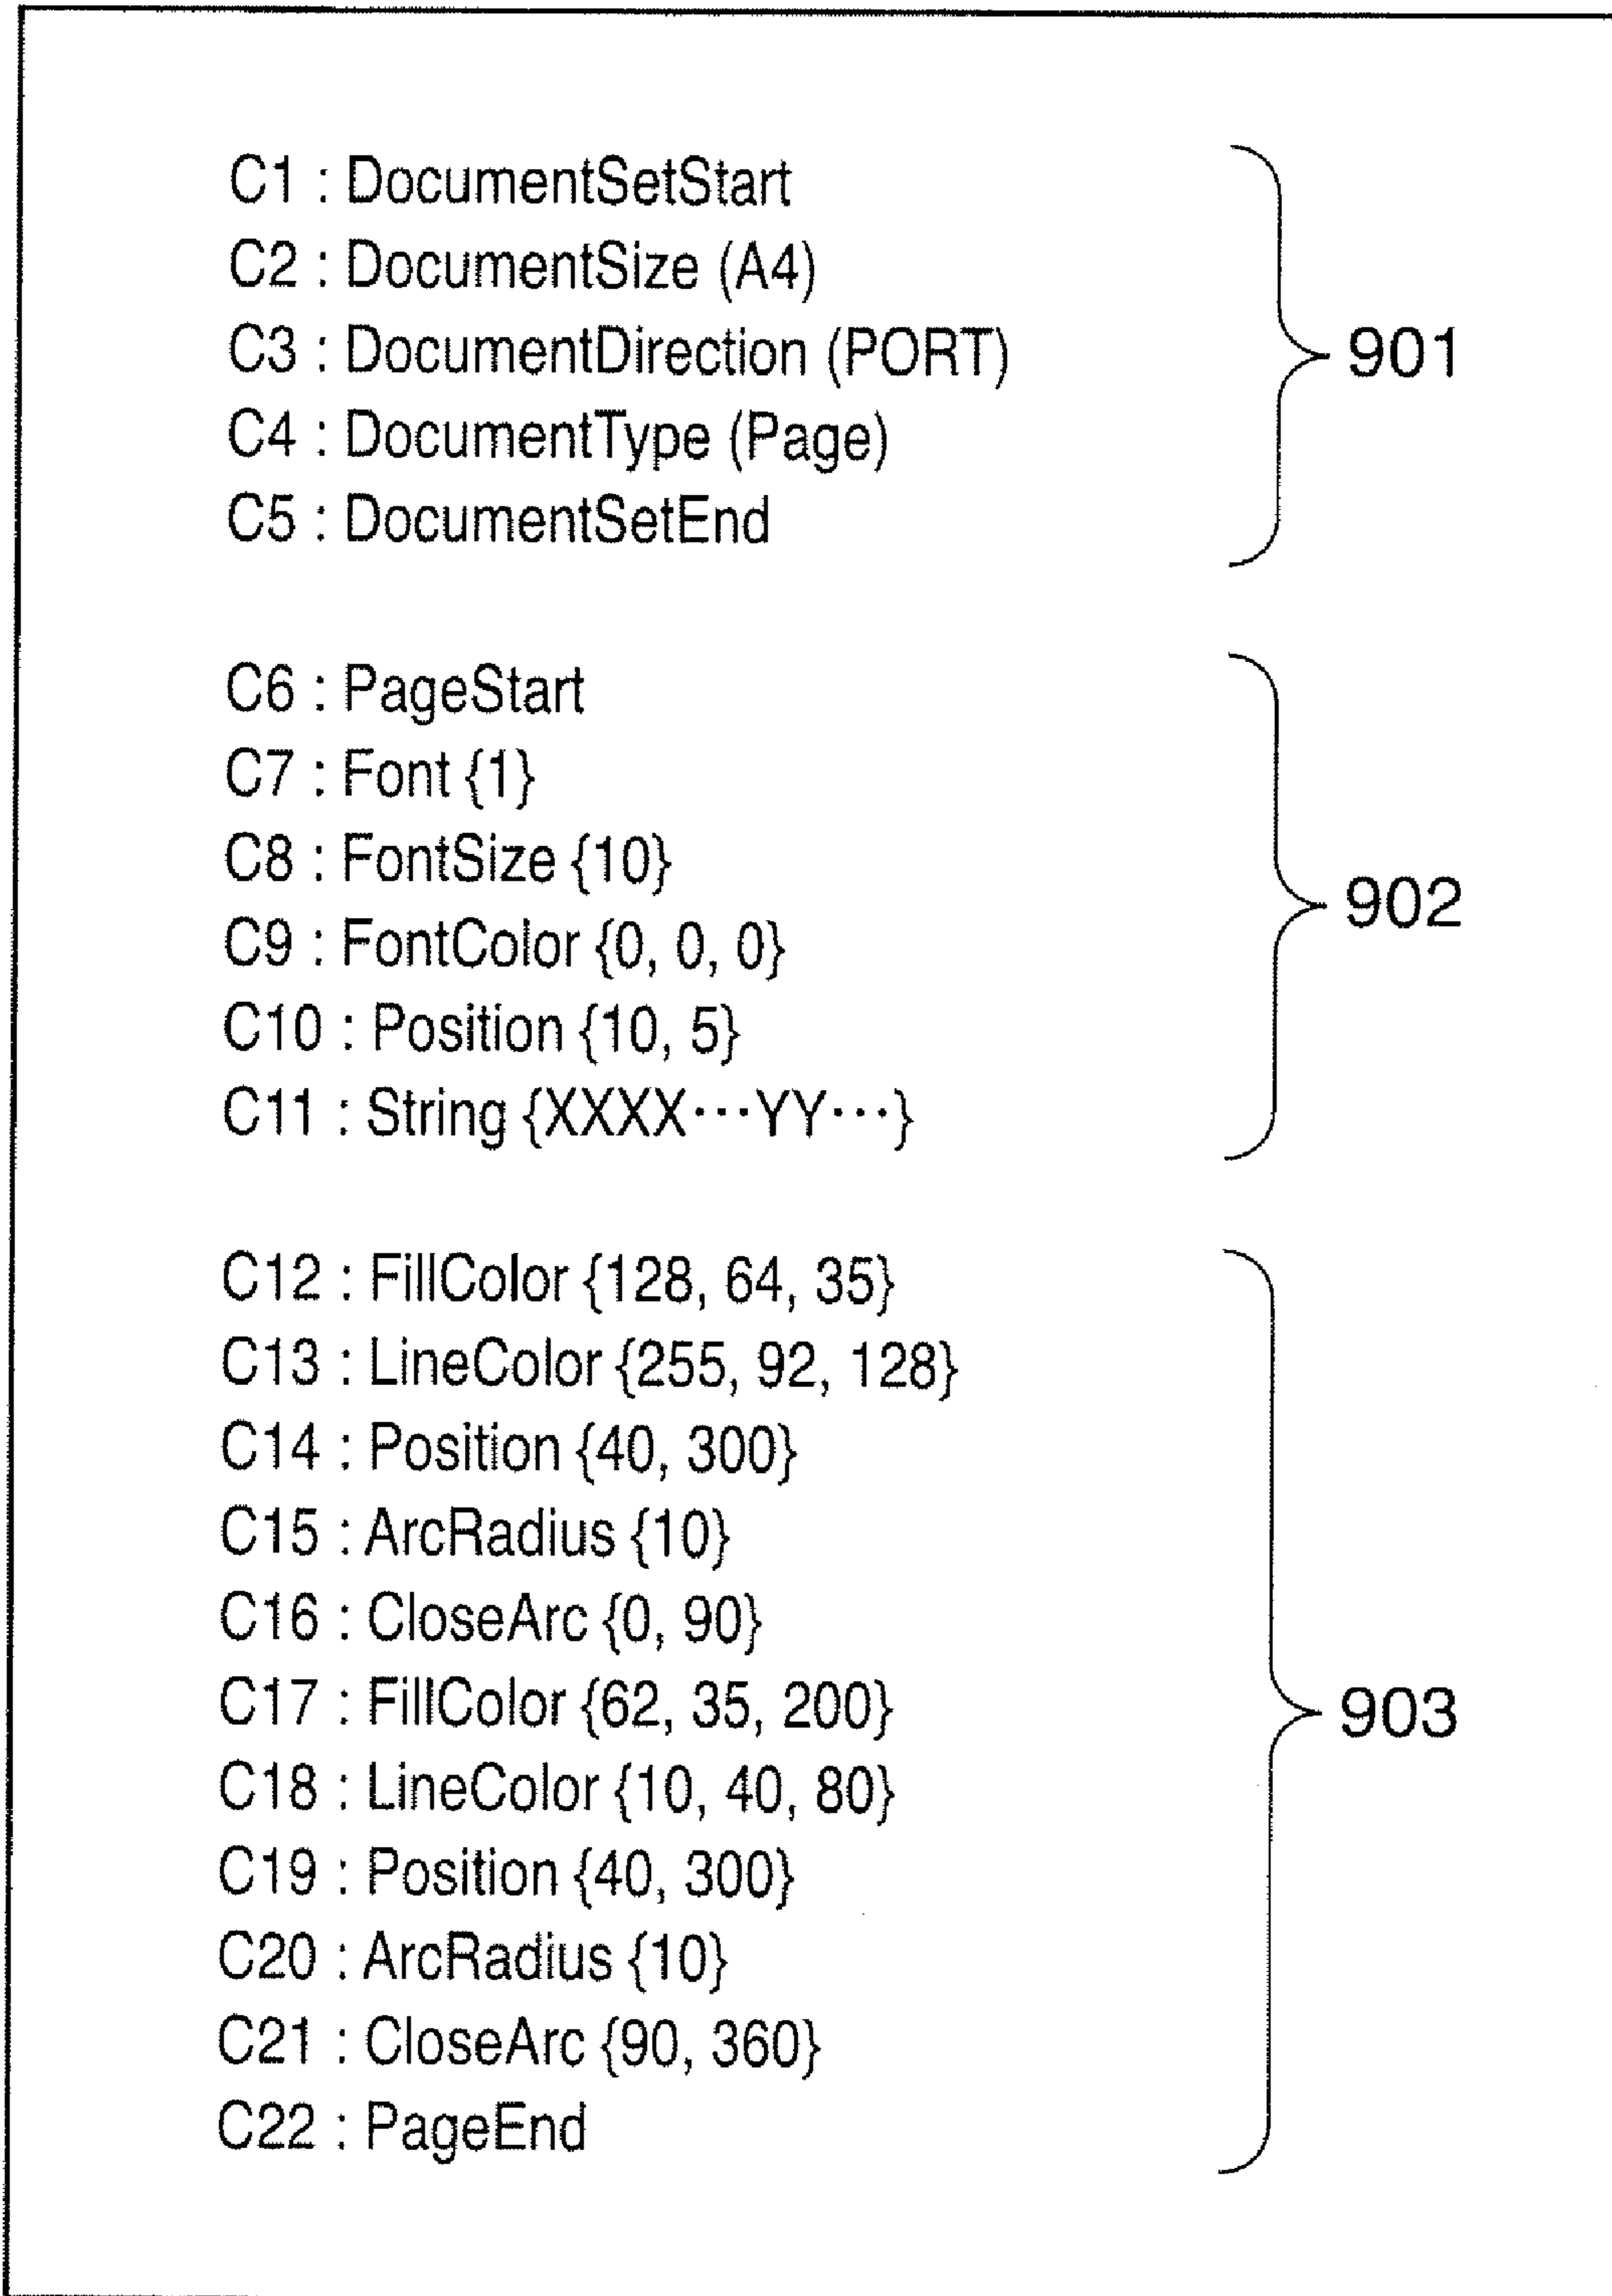 C1 : DocumentSetStart
C2 : DocumentSize (A4)
C3 : DocumentDirection (PORT)
C4 : DocumentType (Page)
C5 : DocumentSetEnd
901
C6 : PageStart
C7 : Font {1}
C8 : FontSize {10}
C9 : FontColor {0, 0, 0}
C10 : Position {10, 5}
C11 : String {XXXX···YY···}
902
C12 : FillColor {128, 64, 35}
C13 : LineColor {255, 92, 128}
C14 : Position {40, 300}
C15 : ArcRadius {10}
C16 : CloseArc {0, 90}
C17 : FillColor {62, 35, 200}
C18 : LineColor {10, 40, 80}
C19 : Position {40, 300}
C20 : ArcRadius {10}
C21 : CloseArc {90, 360}
C22 : PageEnd
903